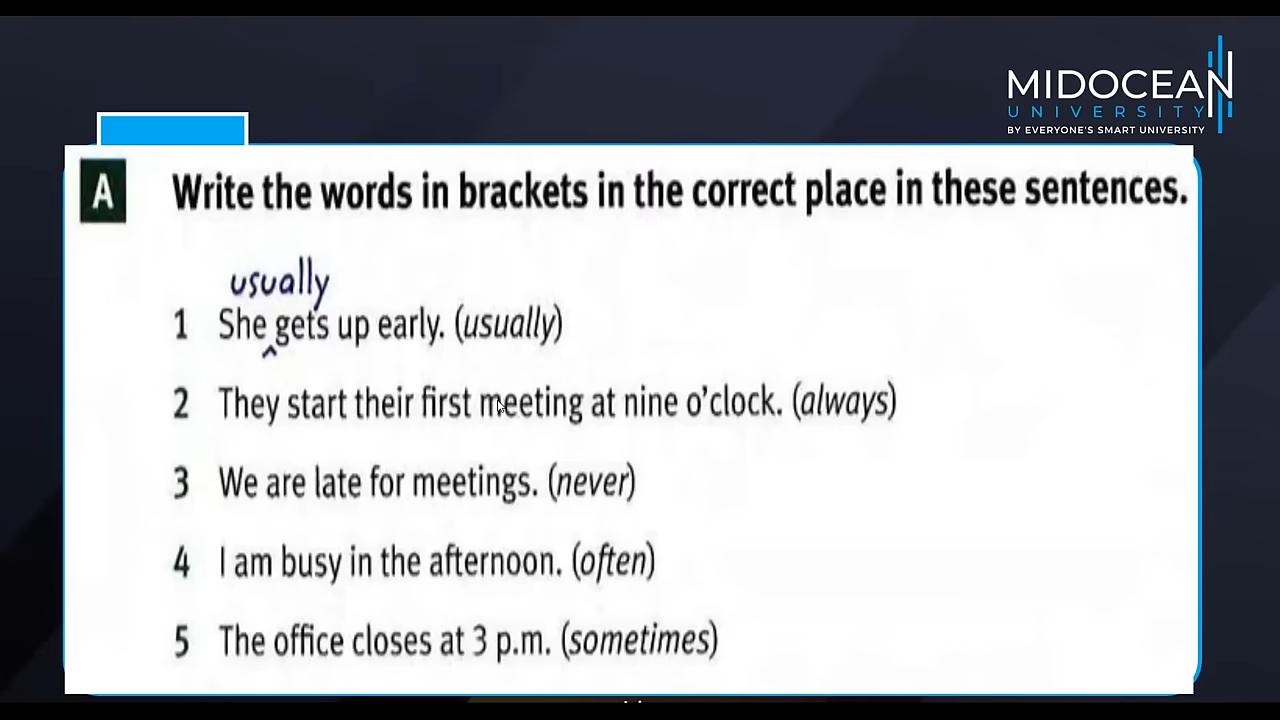 MIDOCEAN
UNIVERSITY
BY EVERYONE'S SMART UNIVERSITY
A Write the words in brackets in the correct place in these sentences.
usually
1 She gets up early. (usually)
2 They start their first meeting at nine o'clock. (always)
3 We are late for meetings. (never)
4 I am busy in the afternoon. (often)
5 The office closes at 3 p.m. (sometimes)